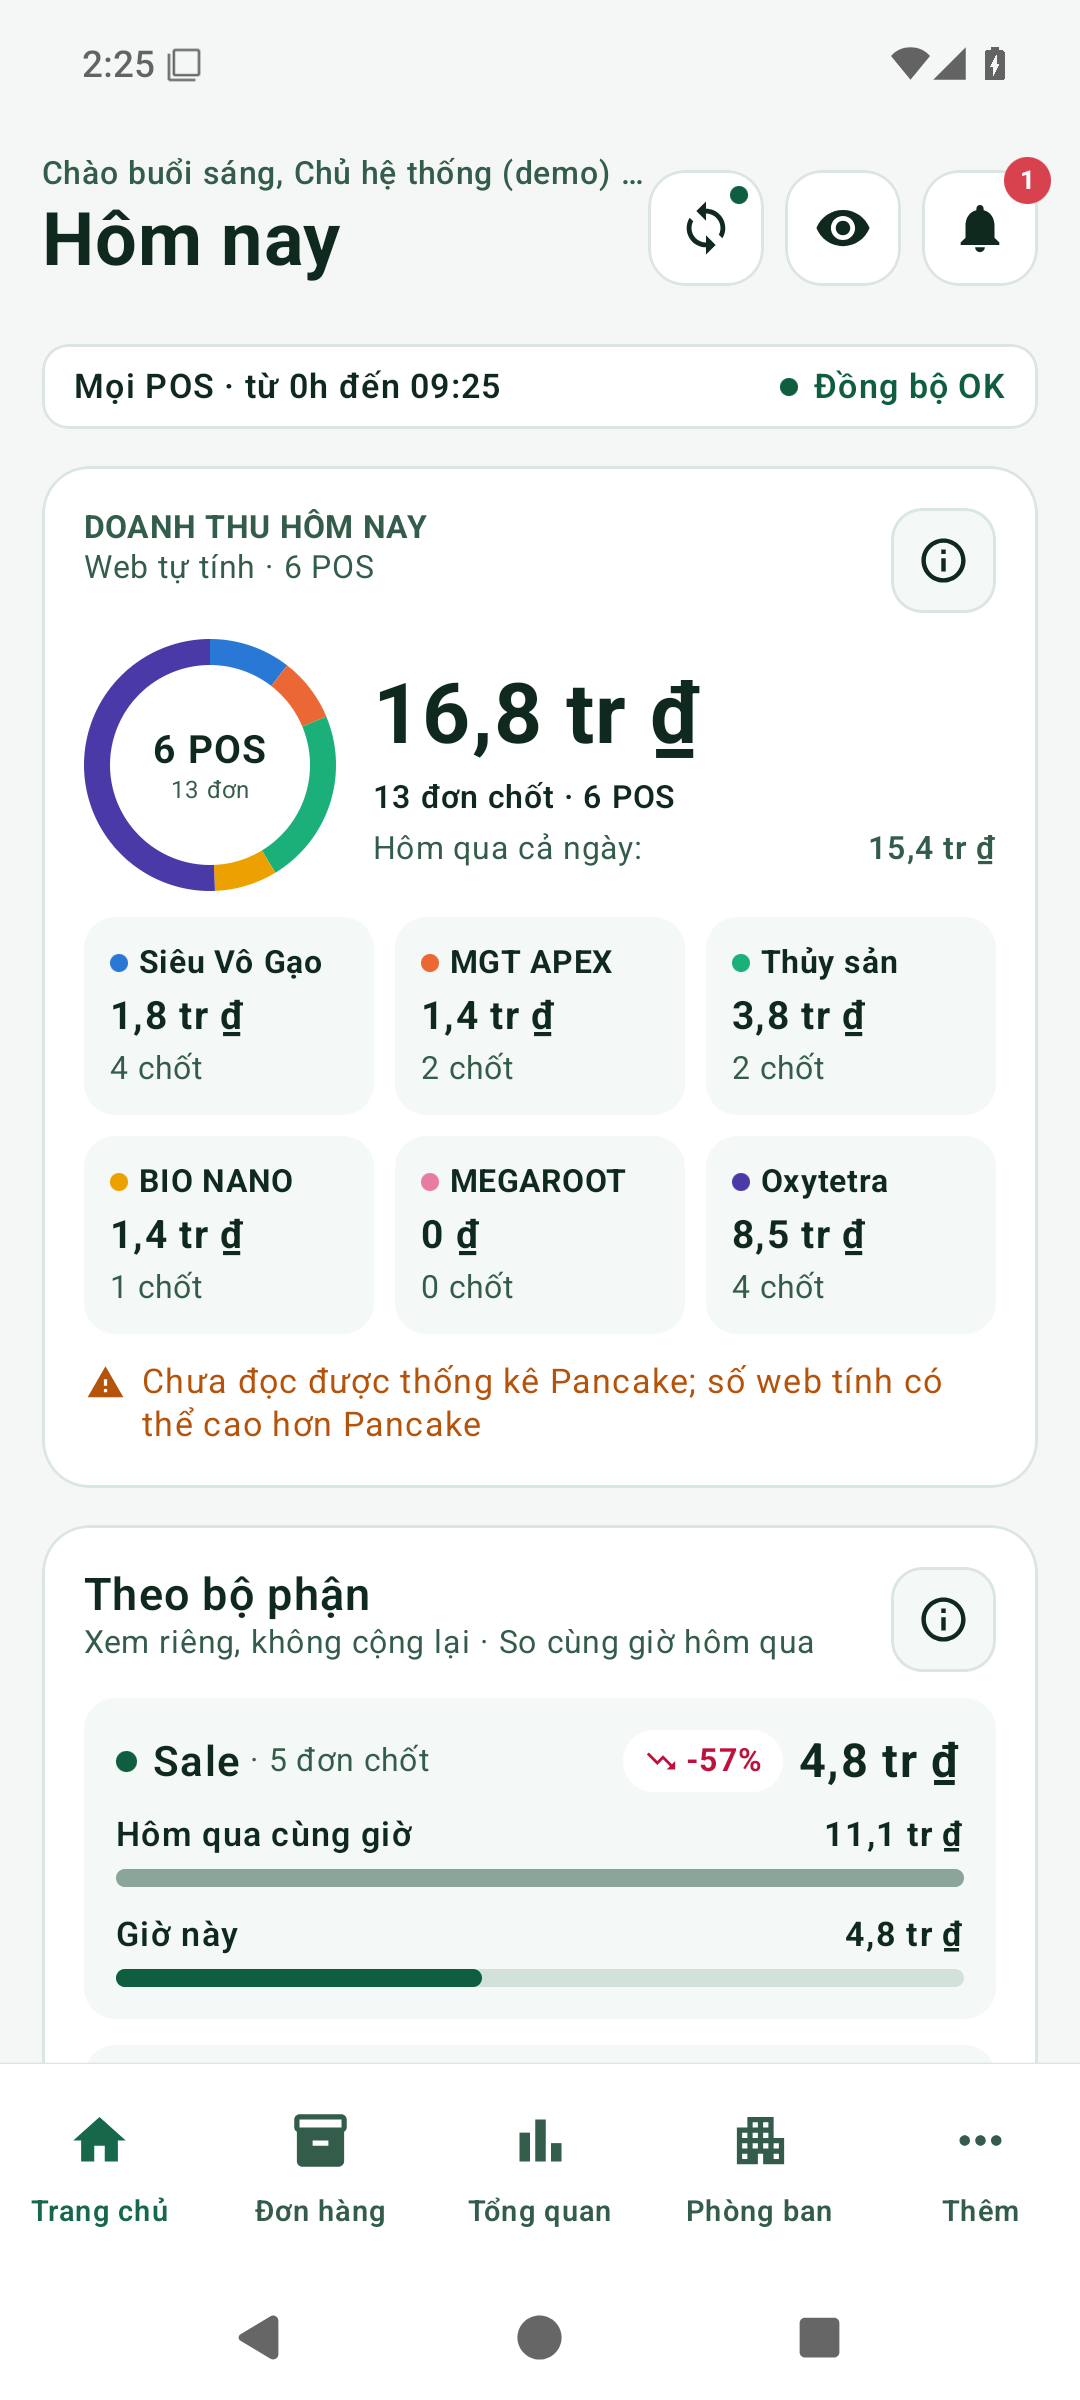 2:25
Chào buổi sáng, Chủ hệ thống (demo) ...
Hôm nay
1
Mọi POS · từ 0h đến 09:25
Đồng bộ OK
DOANH THU HÔM NAY
Web tự tính · 6 POS
6 POS
13 đơn
16,8 tr ₫
13 đơn chốt · 6 POS
Hôm qua cả ngày: 15,4 tr ₫
Siêu Vô Gạo
1,8 tr ₫
4 chốt
MGT APEX
1,4 tr ₫
2 chốt
Thủy sản
3,8 tr ₫
2 chốt
BIO NANO
1,4 tr ₫
1 chốt
MEGAROOT
0 ₫
0 chốt
Oxytetra
8,5 tr ₫
4 chốt
Chưa đọc được thống kê Pancake; số web tính có
thể cao hơn Pancake
Theo bộ phận
Xem riêng, không cộng lại · So cùng giờ hôm qua
Sale · 5 đơn chốt -57% 4,8 tr ₫
Hôm qua cùng giờ 11,1 tr ₫
Giờ này 4,8 tr ₫
Trang chủ
Đơn hàng
Tổng quan
Phòng ban
Thêm